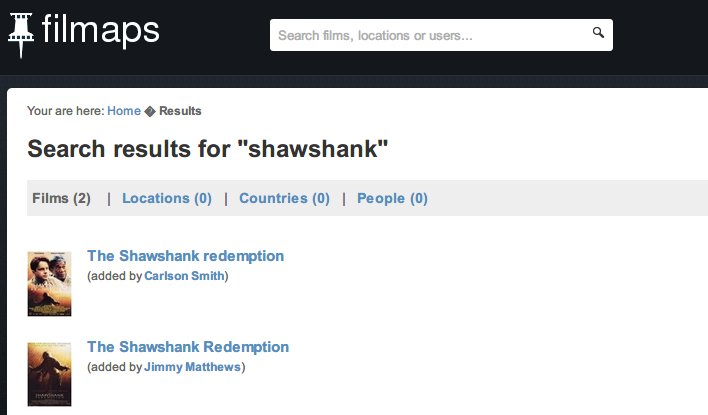 filmaps
Search films, locations or users...
Your are here: Home � Results
Search results for "shawshank"
Films (2) | Locations (0) | Countries (0) | People (0)
The Shawshank redemption
(added by Carlson Smith)
The Shawshank Redemption
(added by Jimmy Matthews)